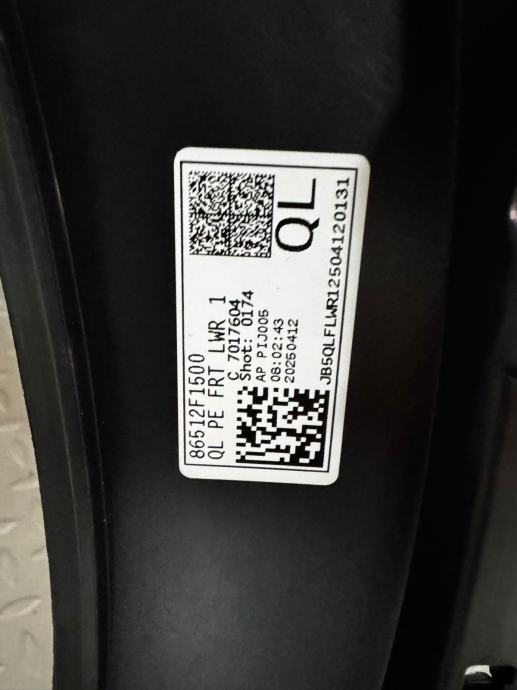 86512F1500
QL PE FRT LWR 1
C 7017604
Shot: 0174
AP PIJ005
08:02:43
20250412
QL
JB5QLFLWR12504120131